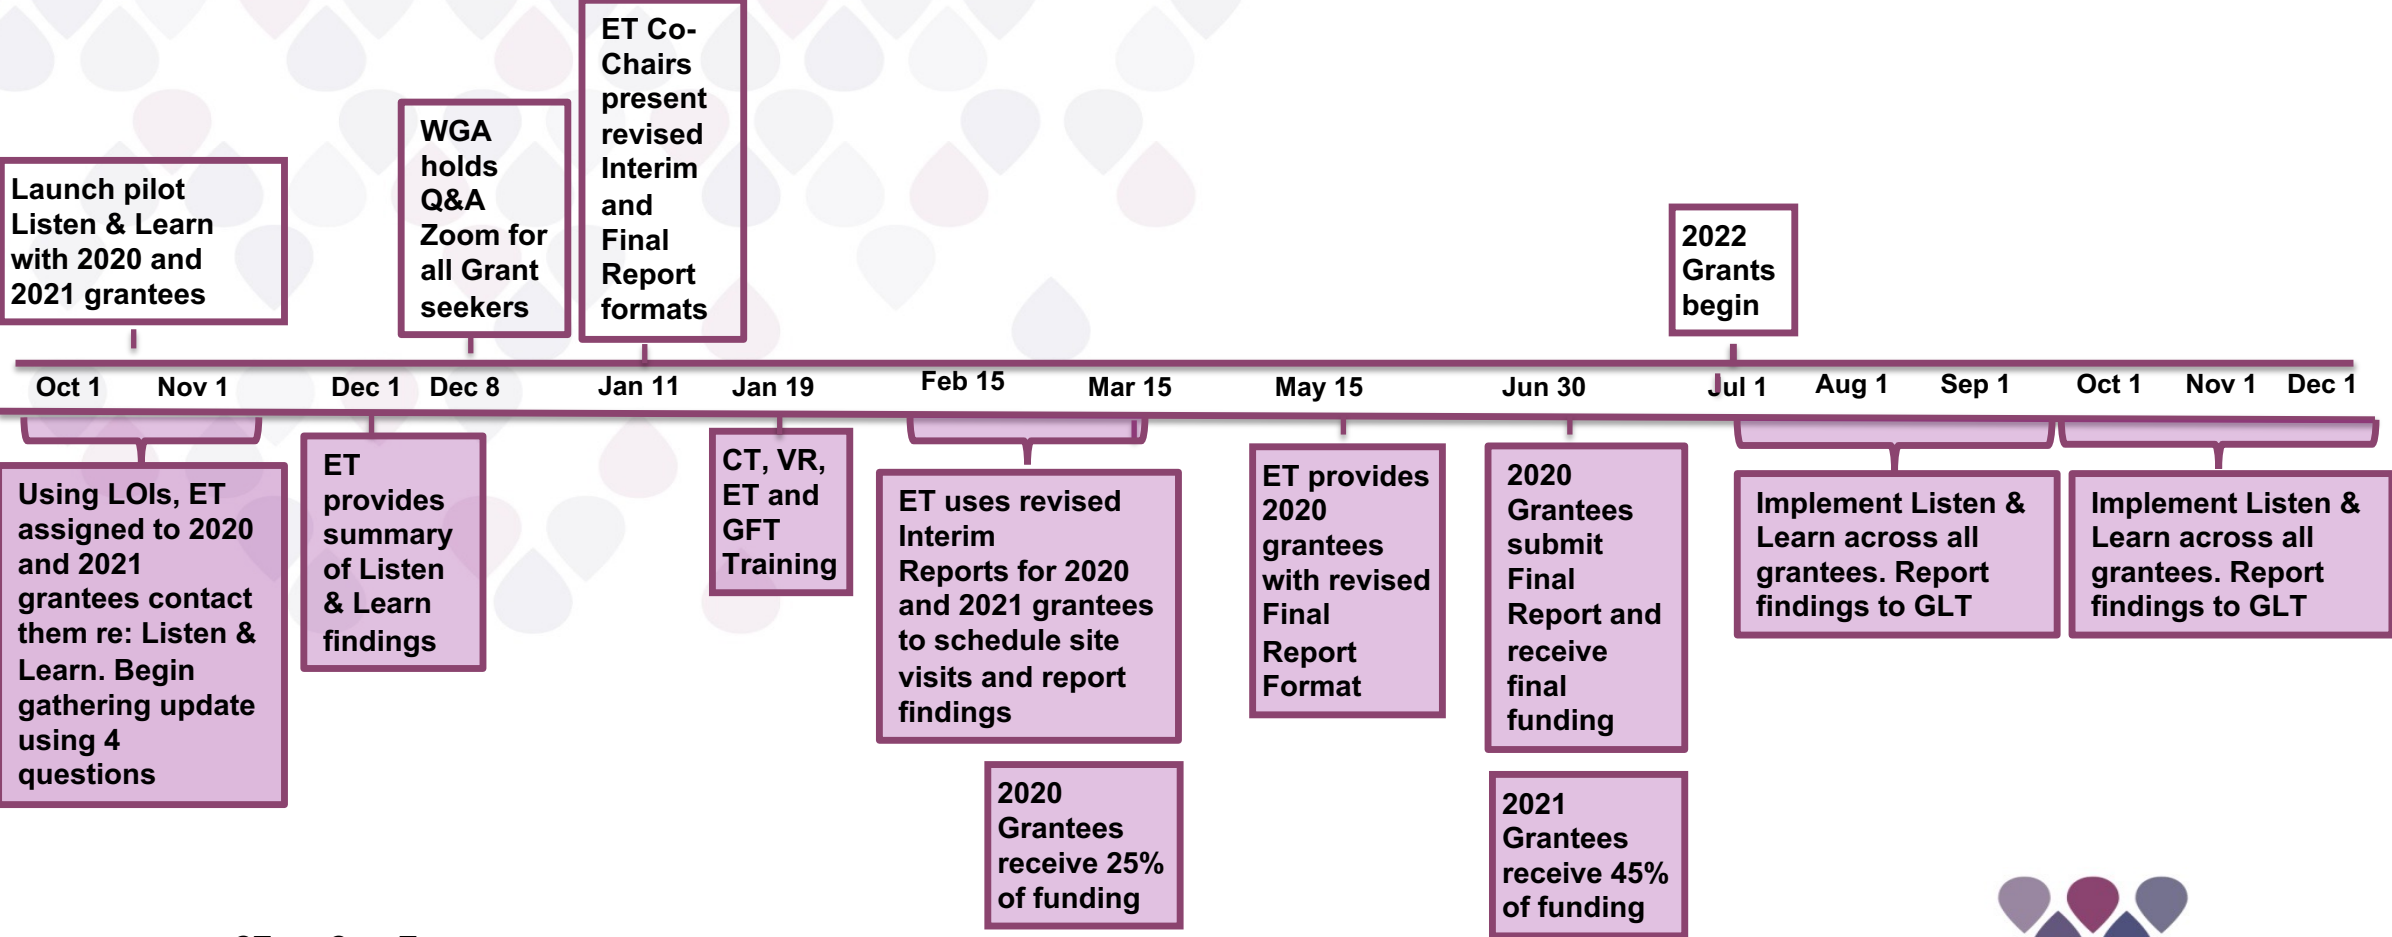 ET Co-
Chairs
present
revised
Interim
and
Final
Report
formats
WGA
holds
Q&A
Zoom for
all Grant
seekers
Launch pilot
Listen & Learn
with 2020 and
2021 grantees
2022
Grants
begin
Oct 1 Nov 1 Dec 1 Dec 8 Jan 11 Jan 19 Feb 15 Mar 15 May 15 Jun 30 Jul 1 Aug 1 Sep 1 Oct 1 Nov 1 Dec 1
Using LOIs, ET
assigned to 2020
and 2021
grantees contact
them re: Listen &
Learn. Begin
gathering update
using 4
questions
ET
provides
summary
of Listen
& Learn
findings
CT, VR,
ET and
GFT
Training
ET uses revised
Interim
Reports for 2020
and 2021 grantees
to schedule site
visits and report
findings
2020
Grantees
receive 25%
of funding
ET provides
2020
grantees
with revised
Final
Report
Format
2020
Grantees
submit
Final
Report and
receive
final
funding
2021
Grantees
receive 45%
of funding
Implement Listen &
Learn across all
grantees. Report
findings to GLT
Implement Listen &
Learn across all
grantees. Report
findings to GLT